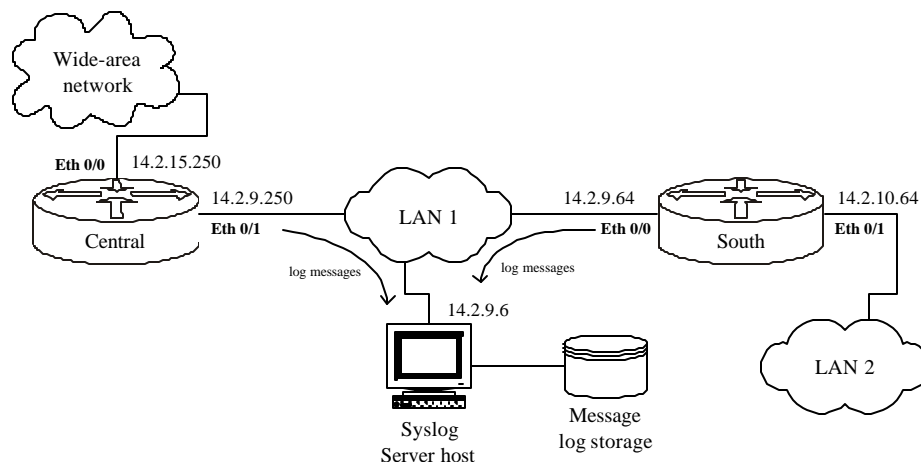 Wide-area
network
Eth 0/0
14.2.15.250
14.2.9.250
Eth 0/1
Central
LAN 1
14.2.9.64
Eth 0/0
South
14.2.10.64
Eth 0/1
log messages
log messages
14.2.9.6
LAN 2
Syslog
Server host
Message
log storage